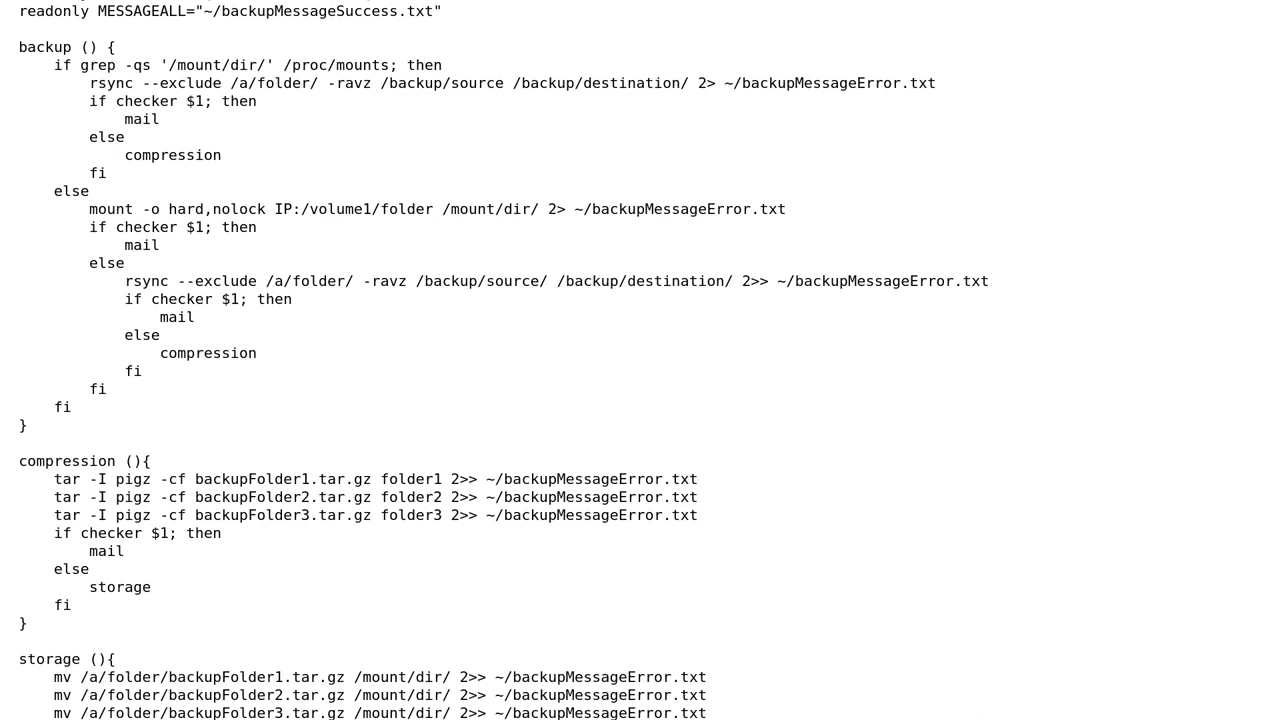 readonly MESSAGEALL="~/backupMessageSuccess.txt"

backup () {
    if grep -qs '/mount/dir/' /proc/mounts; then
        rsync --exclude /a/folder/ -ravz /backup/source /backup/destination/ 2> ~/backupMessageError.txt
        if checker $1; then
            mail
        else
            compression
        fi
    else
        mount -o hard,nolock IP:/volume1/folder /mount/dir/ 2> ~/backupMessageError.txt
        if checker $1; then
            mail
        else
            rsync --exclude /a/folder/ -ravz /backup/source/ /backup/destination/ 2>> ~/backupMessageError.txt
            if checker $1; then
                mail
            else
                compression
            fi
        fi
    fi
}

compression (){
    tar -I pigz -cf backupFolder1.tar.gz folder1 2>> ~/backupMessageError.txt
    tar -I pigz -cf backupFolder2.tar.gz folder2 2>> ~/backupMessageError.txt
    tar -I pigz -cf backupFolder3.tar.gz folder3 2>> ~/backupMessageError.txt
    if checker $1; then
        mail
    else
        storage
    fi
}

storage (){
    mv /a/folder/backupFolder1.tar.gz /mount/dir/ 2>> ~/backupMessageError.txt
    mv /a/folder/backupFolder2.tar.gz /mount/dir/ 2>> ~/backupMessageError.txt
    mv /a/folder/backupFolder3.tar.gz /mount/dir/ 2>> ~/backupMessageError.txt